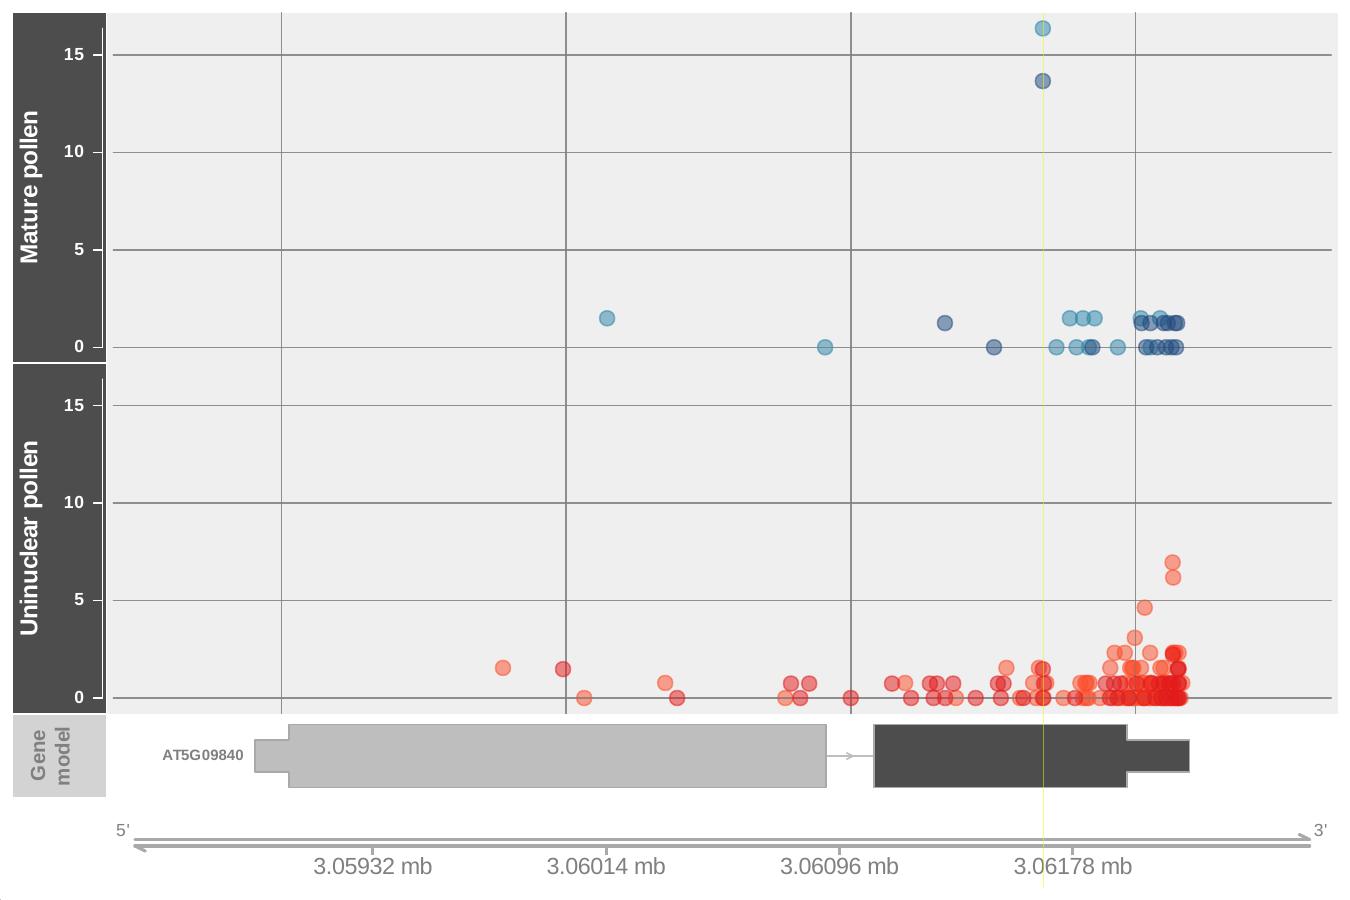 Mature pollen
15
10
5
0
Uninuclear pollen
15
10
5
0
Gene
model
AT5G09840
5'
3'
3.05932 mb
3.06014 mb
3.06096 mb
3.06178 mb